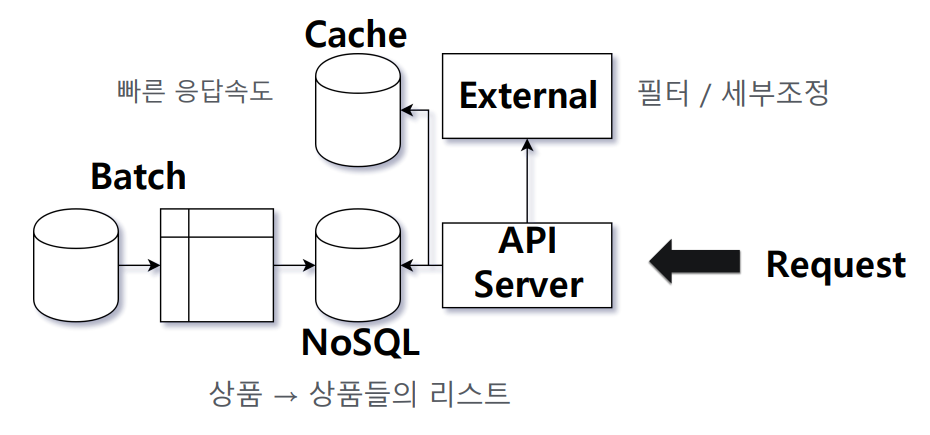 Cache
빠른 응답속도
External
필터 / 세부조정
Batch
API
Server
Request
NoSQL
상품 → 상품들의 리스트